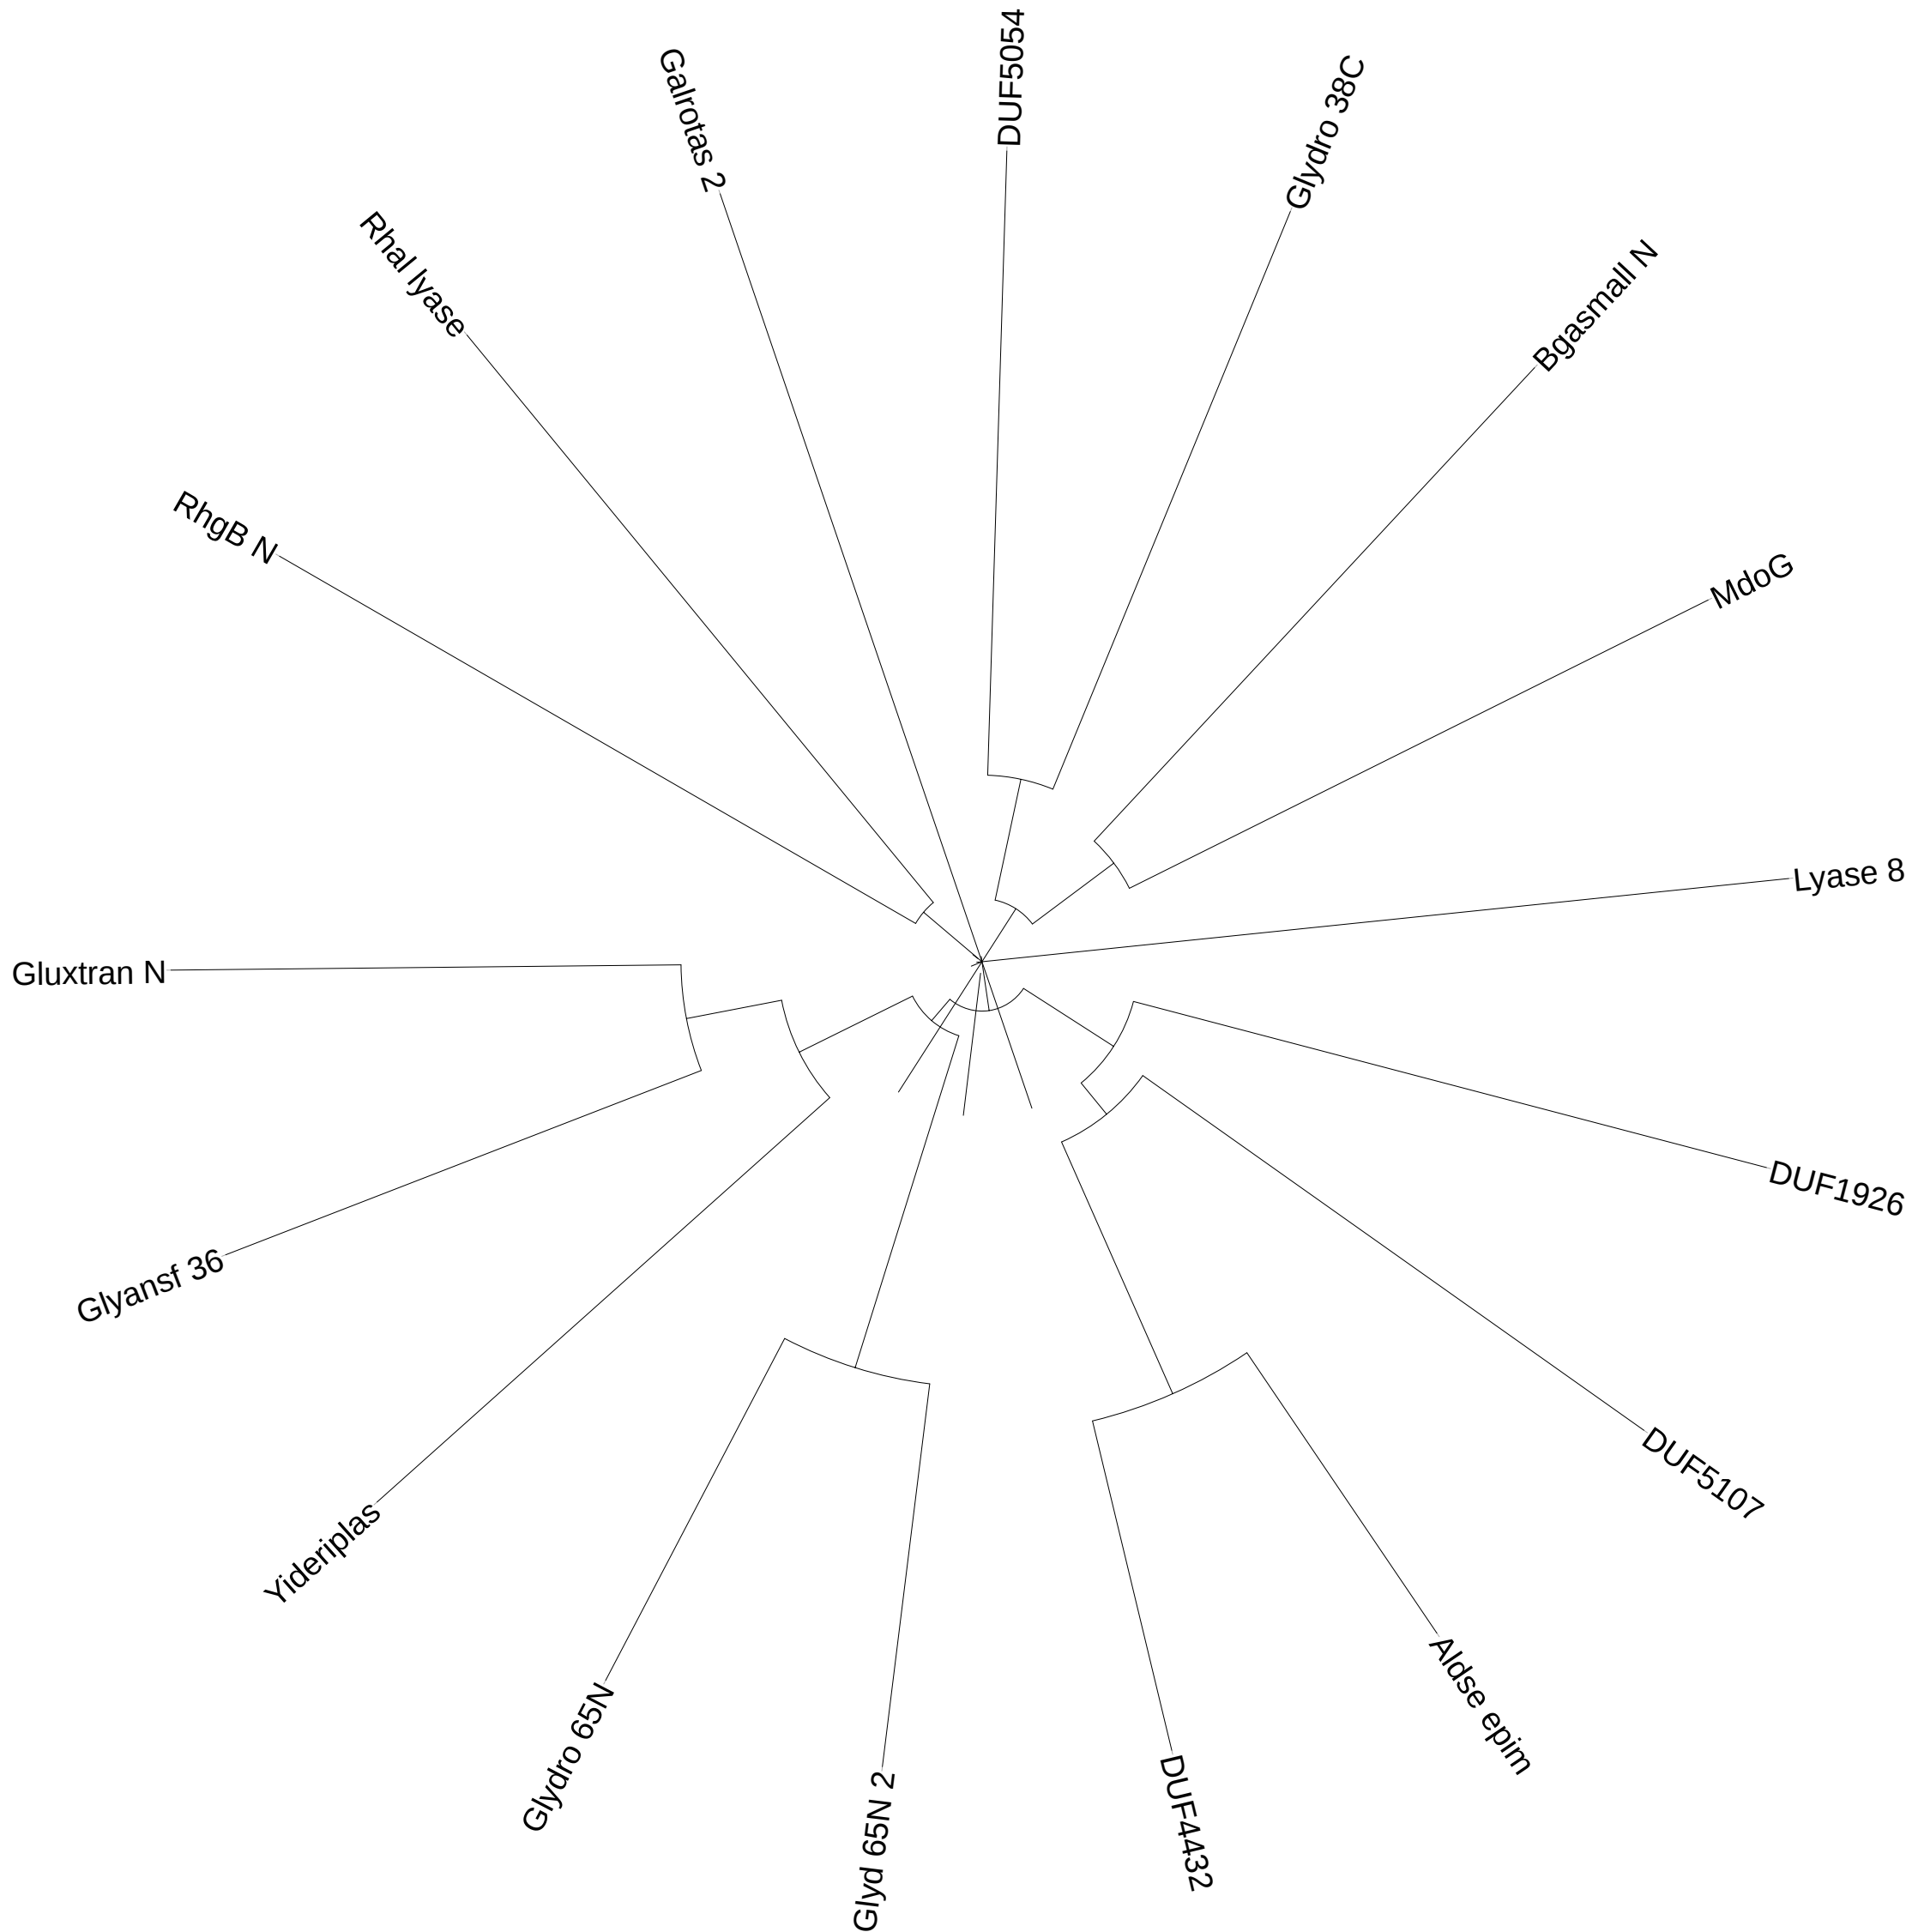 DUF5054
Glydro 38C
Bgasmall N
MdoG
Lyase 8
DUF1926
DUF5107
Aldse epim
DUF4432
Glyd 65N 2
Glydro 65N
Yideriplas
Glyansf 36
Gluxtran N
RhgB N
Rhal lyase
Galrotas 2